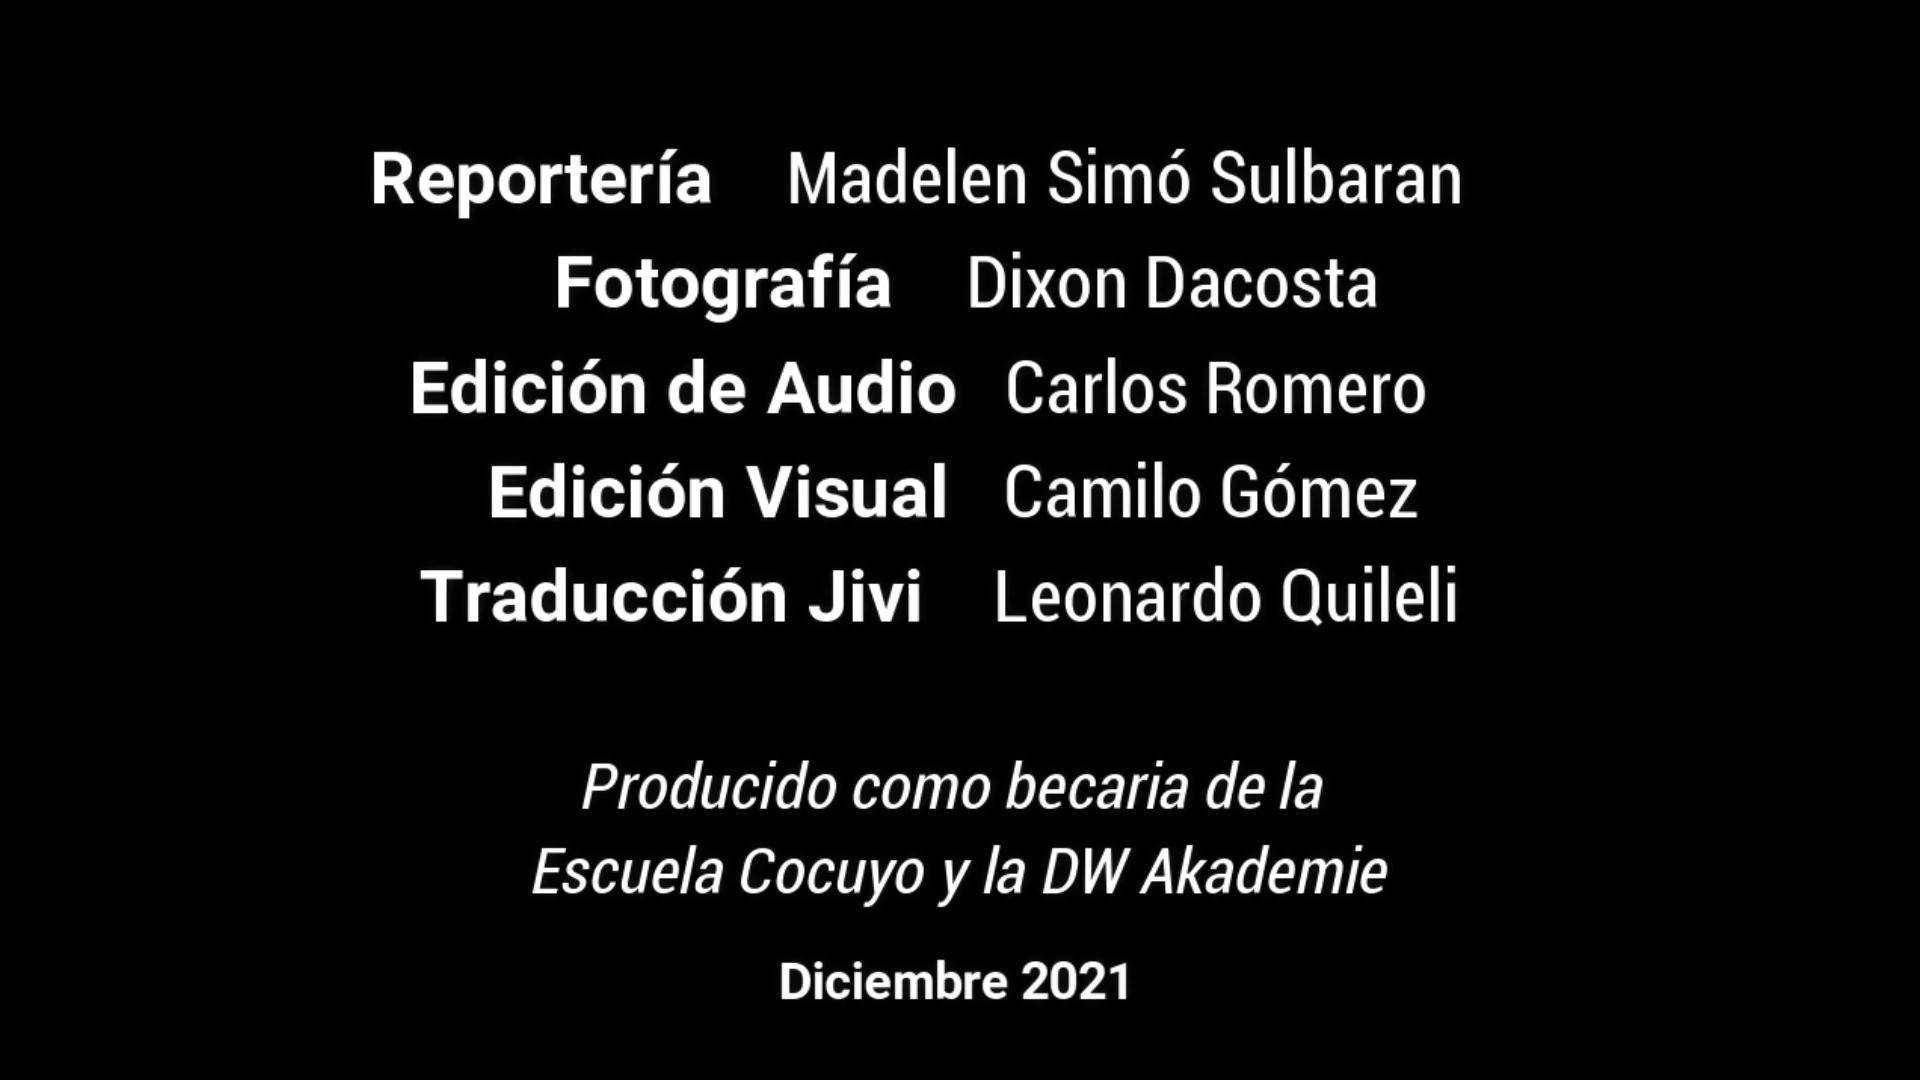 Reportería Madelen Simó Sulbaran
Fotografía Dixon Dacosta
Edición de Audio Carlos Romero
Edición Visual Camilo Gómez
Traducción Jivi Leonardo Quileli
Producido como becaria de la
Escuela Cocuyo y la DW Akademie
Diciembre 2021